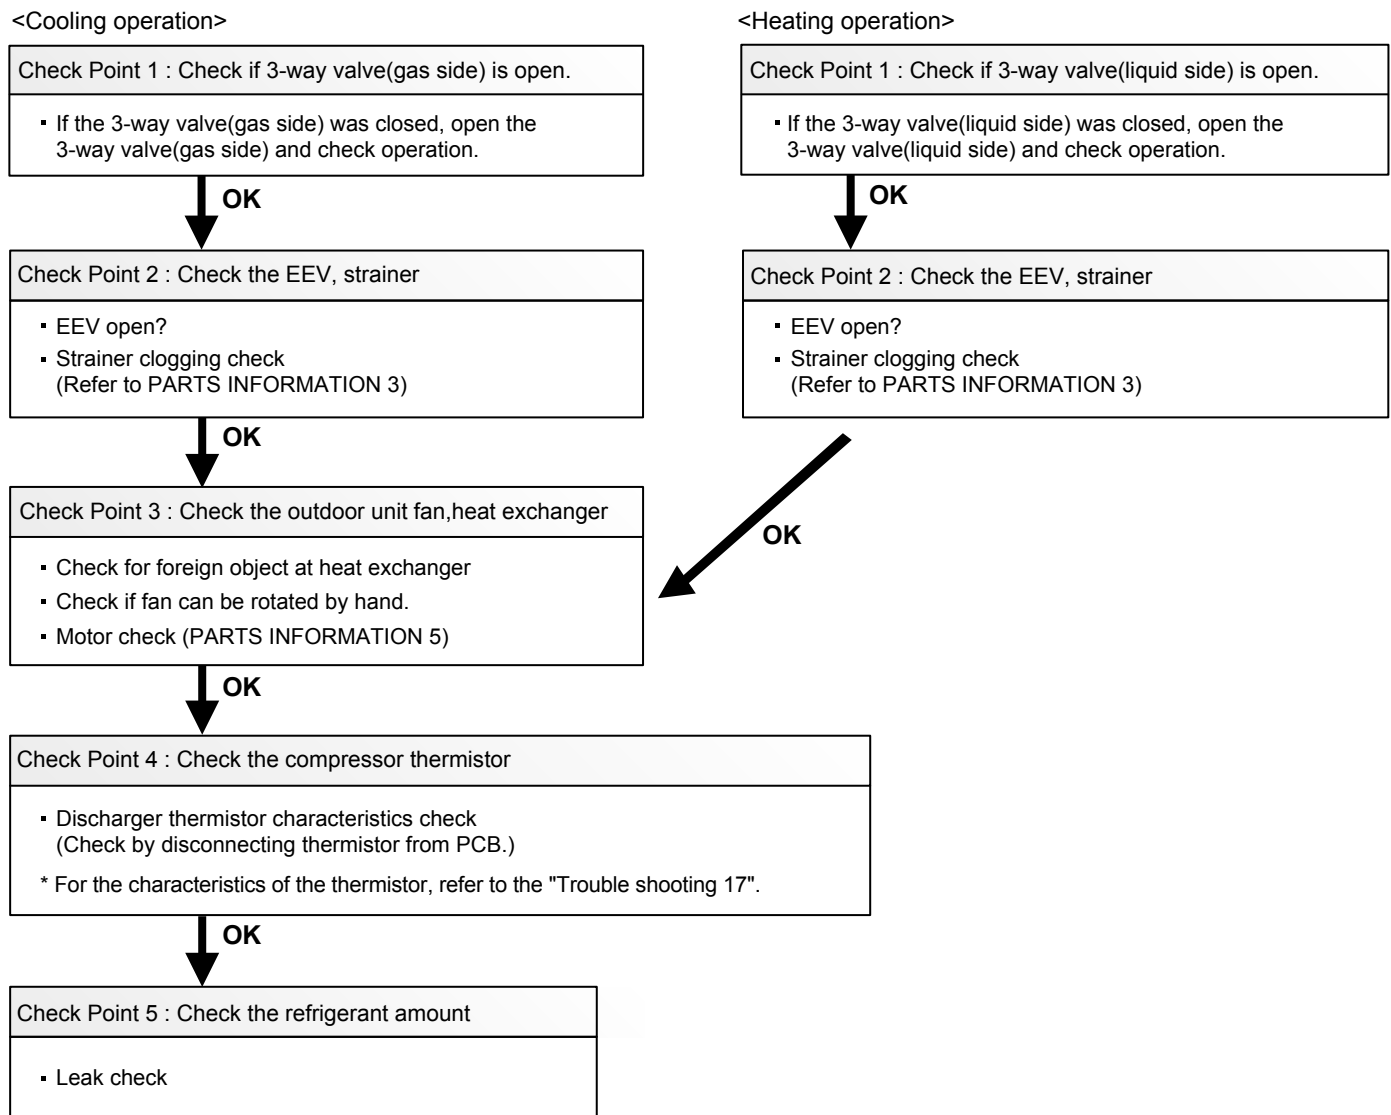 <Cooling operation>
Check Point 1 : Check if 3-way valve(gas side) is open.
▪ If the 3-way valve(gas side) was closed, open the
3-way valve(gas side) and check operation.
OK
Check Point 2 : Check the EEV, strainer
▪ EEV open?
▪ Strainer clogging check
(Refer to PARTS INFORMATION 3)
OK
<Heating operation>
Check Point 1 : Check if 3-way valve(liquid side) is open.
▪ If the 3-way valve(liquid side) was closed, open the
3-way valve(liquid side) and check operation.
OK
Check Point 2 : Check the EEV, strainer
▪ EEV open?
▪ Strainer clogging check
(Refer to PARTS INFORMATION 3)
OK
Check Point 3 : Check the outdoor unit fan,heat exchanger
▪ Check for foreign object at heat exchanger
▪ Check if fan can be rotated by hand.
▪ Motor check (PARTS INFORMATION 5)
OK
Check Point 4 : Check the compressor thermistor
▪ Discharger thermistor characteristics check
(Check by disconnecting thermistor from PCB.)
* For the characteristics of the thermistor, refer to the "Trouble shooting 17".
OK
Check Point 5 : Check the refrigerant amount
▪ Leak check